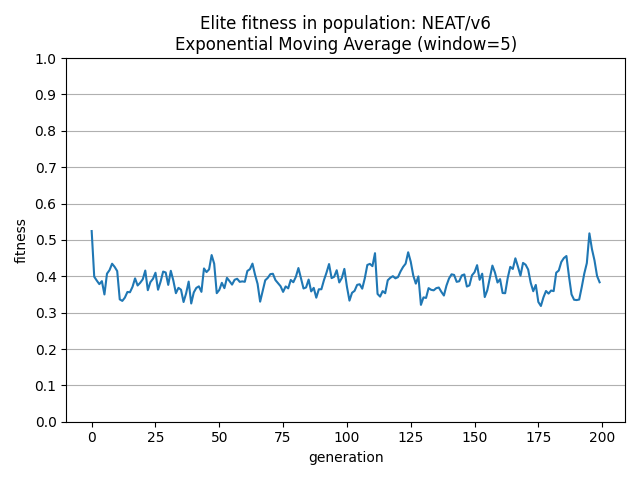 Elite fitness in population: NEAT/v6
Exponential Moving Average (window=5)
1.0
0.9
0.8
0.7
0.6
0.5
0.4
0.3
0.2
0.1
0.0
fitness
0 25 50 75 100 125 150 175 200
generation